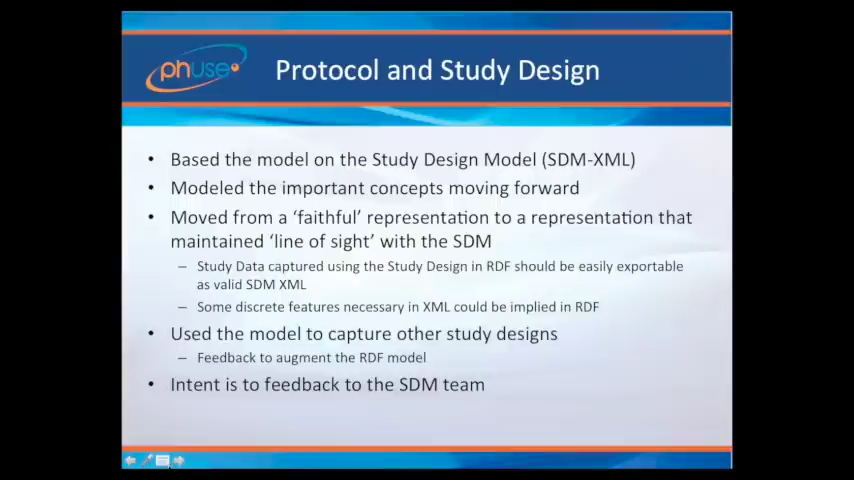 phuse
Protocol and Study Design
• Based the model on the Study Design Model (SDM-XML)
• Modeled the important concepts moving forward
• Moved from a ‘faithful’ representation to a representation that
maintained ‘line of sight’ with the SDM
– Study Data captured using the Study Design in RDF should be easily exportable
as valid SDM XML
– Some discrete features necessary in XML could be implied in RDF
• Used the model to capture other study designs
– Feedback to augment the RDF model
• Intent is to feedback to the SDM team